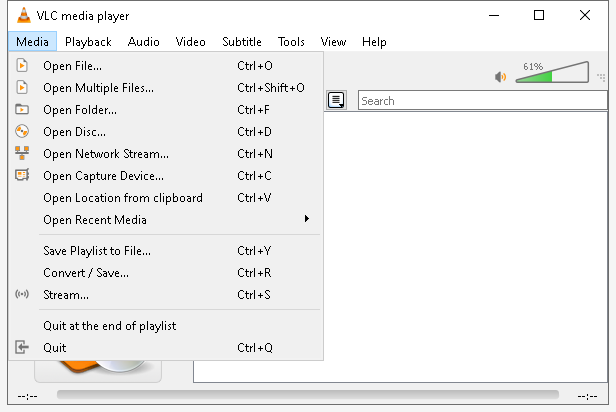 VLC media player
Media Playback Audio Video Subtitle Tools View Help
Open File... Ctrl+O
Open Multiple Files... Ctrl+Shift+O
Open Folder... Ctrl+F
Open Disc... Ctrl+D
Open Network Stream... Ctrl+N
Open Capture Device... Ctrl+C
Open Location from clipboard Ctrl+V
Open Recent Media
Save Playlist to File... Ctrl+Y
Convert / Save... Ctrl+R
Stream... Ctrl+S
Quit at the end of playlist
Quit Ctrl+Q
61%
Search
--:-- --:--